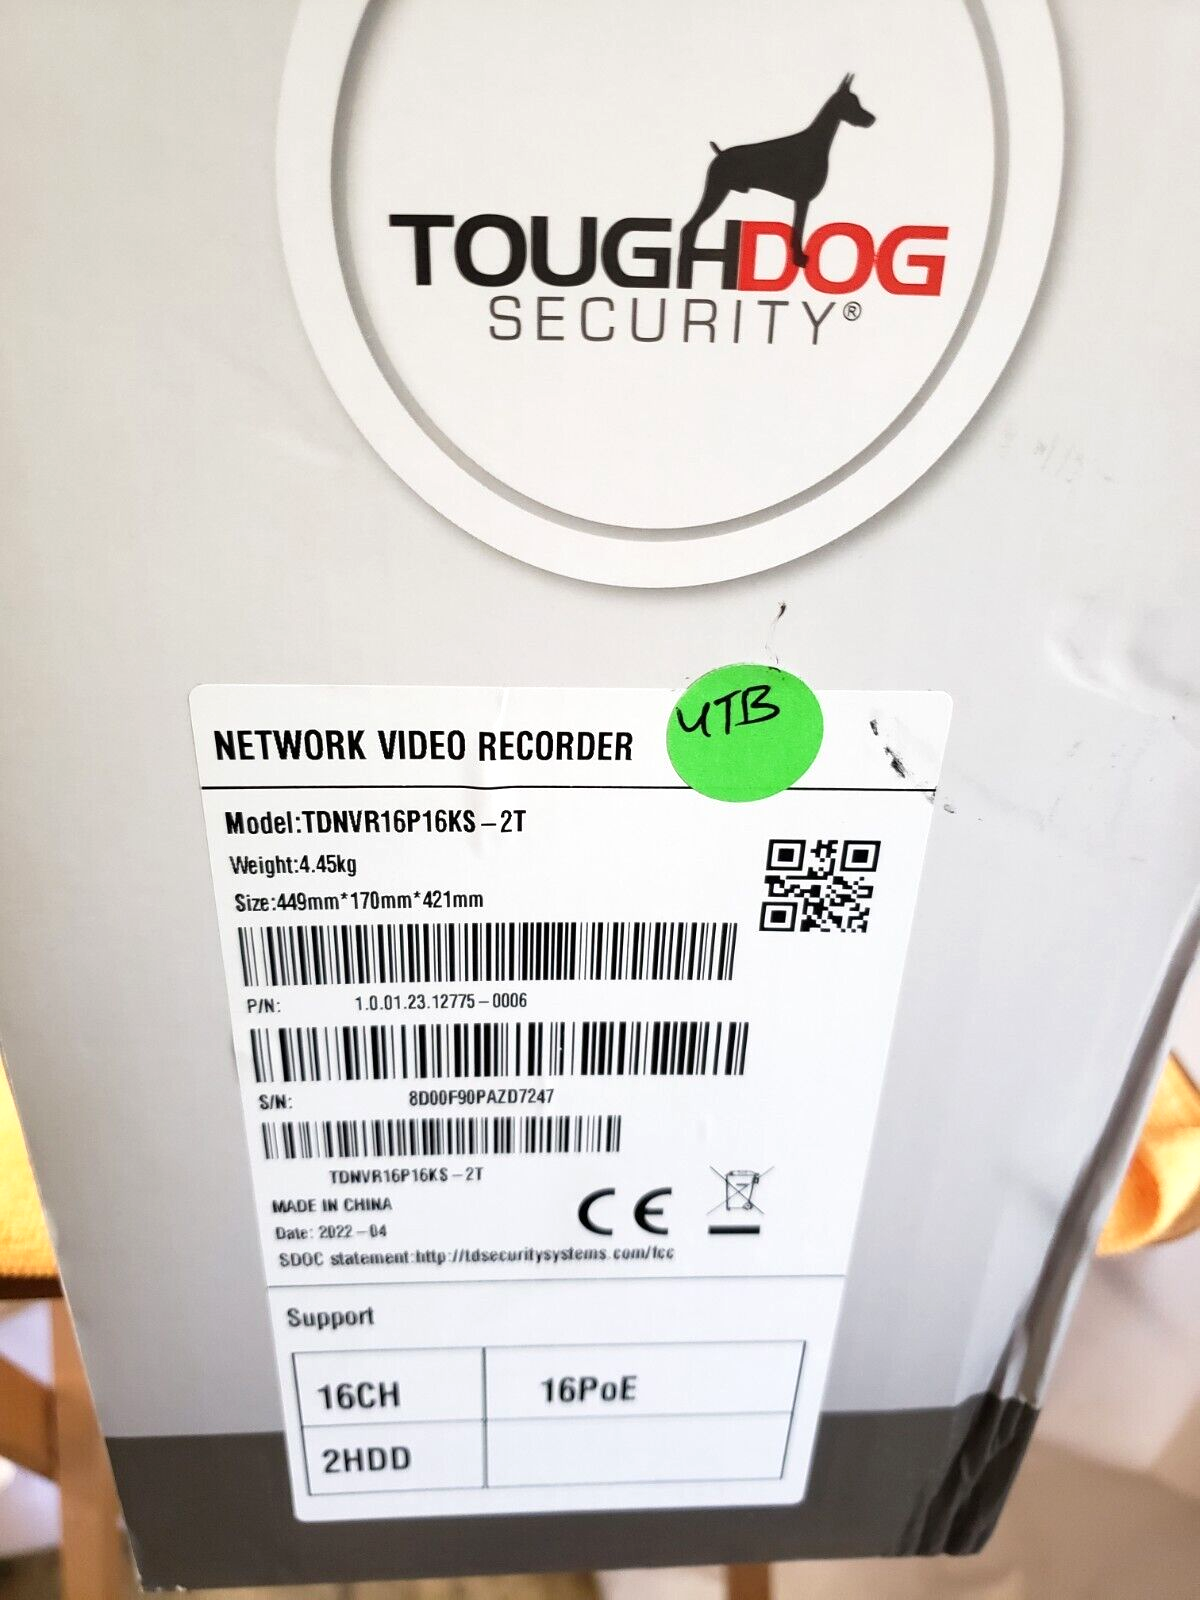 TOUGHDOG
SECURITY®
4TB
NETWORK VIDEO RECORDER
Model:TDNVR16P16KS-2T
Weight:4.45kg
Size:449mm*170mm*421mm
P/N: 1.0.01.23.12775-0006
S/N: 8D00F90PAZD7247
TDNVR16P16KS-2T
MADE IN CHINA
Date: 2022-04
CE
SDOC statement:http://tdsecuritysystems.com/fcc
Support
16CH 16PoE
2HDD